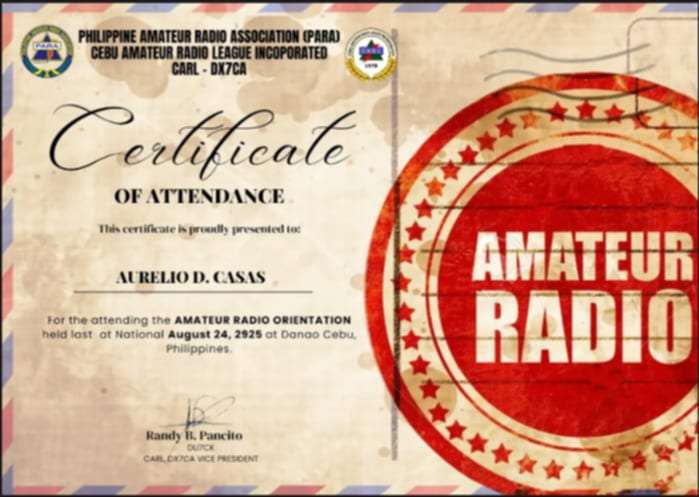 PHILIPPINE AMATEUR RADIO ASSOCIATION (PARA)
CEBU AMATEUR RADIO LEAGUE INCOPORATED
CARL - DX7CA
PARA
Certificate
OF ATTENDANCE
This certificate is proudly presented to:
AURELIO D. CASAS
For the attending the AMATEUR RADIO ORIENTATION
held last at National August 24, 2925 at Danao Cebu,
Philippines.
Randy B. Pancito
DU7CK
CARL, DX7CA VICE PRESIDENT
AMATEUR
RADIO